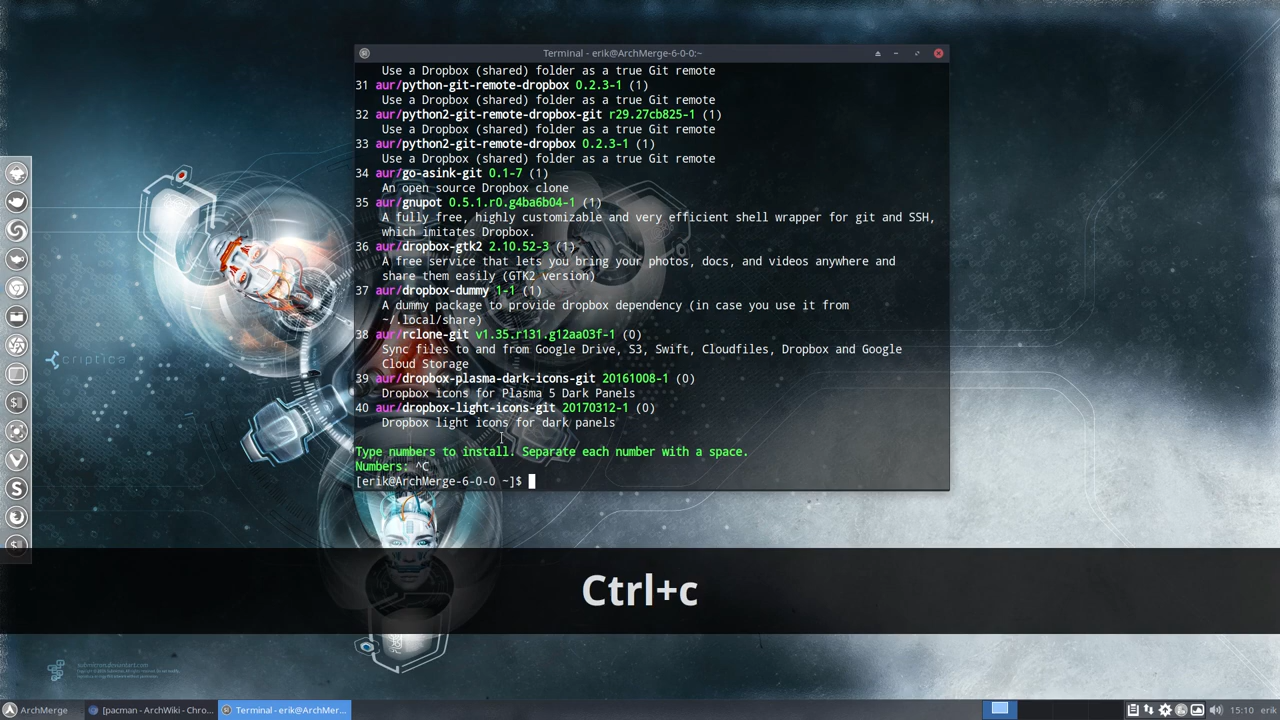 Terminal - erik@ArchMerge-6-0-0:~
Use a Dropbox (shared) folder as a true Git remote
31 aur/python-git-remote-dropbox 0.2.3-1 (1)
Use a Dropbox (shared) folder as a true Git remote
32 aur/python2-git-remote-dropbox-git r29.27cb825-1 (1)
Use a Dropbox (shared) folder as a true Git remote
33 aur/python2-git-remote-dropbox 0.2.3-1 (1)
Use a Dropbox (shared) folder as a true Git remote
34 aur/go-asink-git 0.1-7 (1)
An open source Dropbox clone
35 aur/gnupot 0.5.1.r0.g4ba6b04-1 (1)
A fully free, highly customizable and very efficient shell wrapper for git and SSH,
which imitates Dropbox.
36 aur/dropbox-gtk2 2.10.52-3 (1)
A free service that lets you bring your photos, docs, and videos anywhere and
share them easily (GTK2 version)
37 aur/dropbox-dummy 1-1 (1)
A dummy package to provide dropbox dependency (in case you use it from
~/.local/share)
38 aur/rclone-git v1.35.r131.g12aa03f-1 (0)
Sync files to and from Google Drive, S3, Swift, Cloudfiles, Dropbox and Google
Cloud Storage
39 aur/dropbox-plasma-dark-icons-git 20161008-1 (0)
Dropbox icons for Plasma 5 Dark Panels
40 aur/dropbox-light-icons-git 20170312-1 (0)
Dropbox light icons for dark panels
Type numbers to install. Separate each number with a space.
Numbers: ^C
[erik@ArchMerge-6-0-0 ~]$
criptica
Ctrl+c
ArchMerge
[pacman - ArchWiki - Chro...
Terminal - erik@ArchMer...
15:10
erik